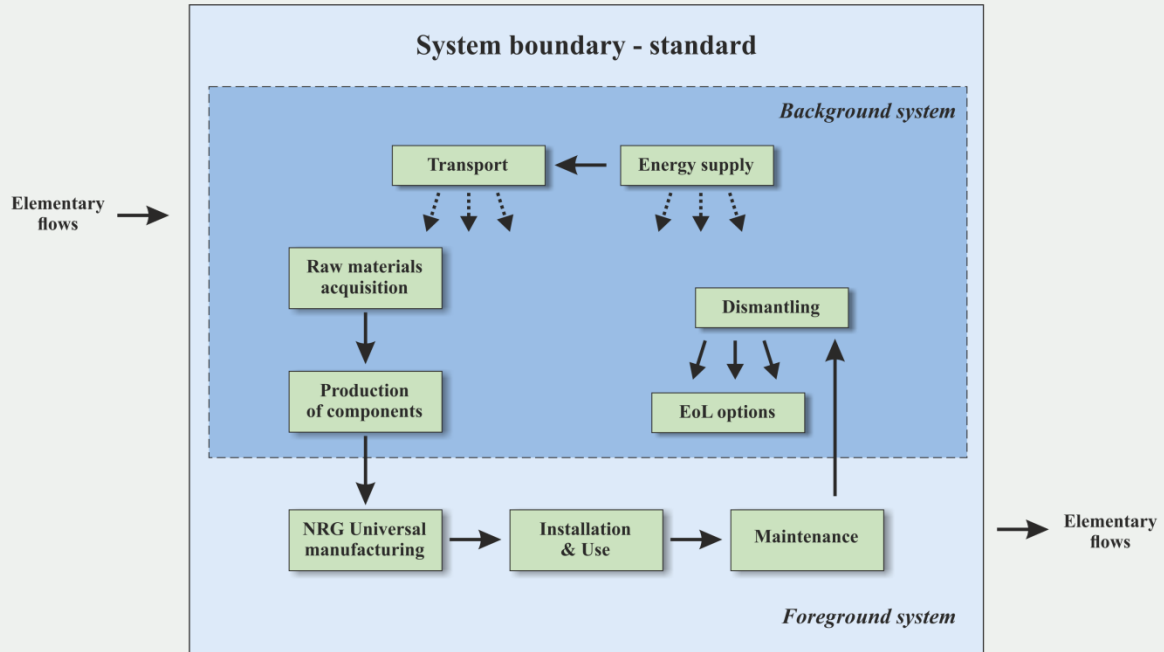 System boundary - standard
Background system
Transport
Energy supply
Elementary
flows
Raw materials
acquisition
Dismantling
Production
of components
EoL options
NRG Universal
manufacturing
Installation
& Use
Maintenance
Elementary
flows
Foreground system